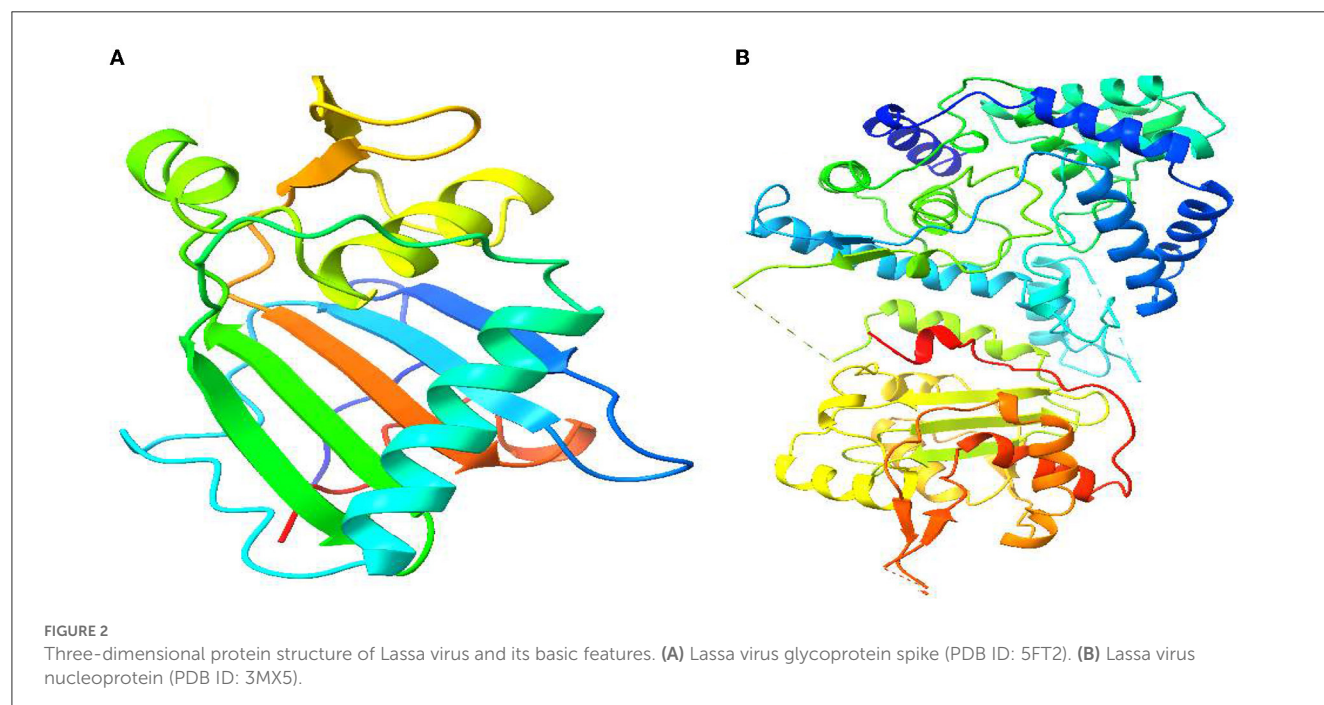 A
B
FIGURE 2
Three-dimensional protein structure of Lassa virus and its basic features. (A) Lassa virus glycoprotein spike (PDB ID: 5FT2). (B) Lassa virus
nucleoprotein (PDB ID: 3MX5).